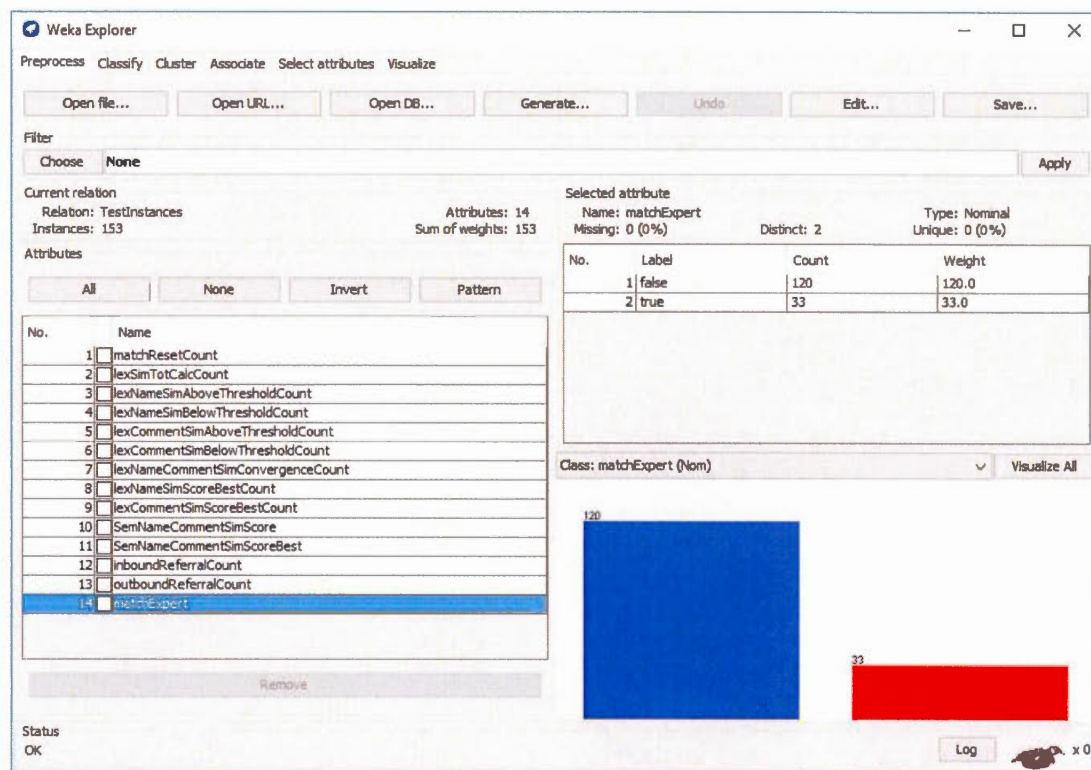 Weka Explorer
Preprocess Classify Cluster Associate Select attributes Visualize
Open file... Open URL... Open DB... Generate... Undo Edit... Save...
Filter
Choose None Apply
Current relation
Relation: TestInstances Attributes: 14
Instances: 153 Sum of weights: 153
Attributes
All None Invert Pattern
No. Name
1 matchResetCount
2 lexSimTotCalcCount
3 lexNameSimAboveThresholdCount
4 lexNameSimBelowThresholdCount
5 lexCommentSimAboveThresholdCount
6 lexCommentSimBelowThresholdCount
7 lexNameCommentSimConvergenceCount
8 lexNameSimScoreBestCount
9 lexCommentSimScoreBestCount
10 SemNameCommentSimScore
11 SemNameCommentSimScoreBest
12 inboundReferralCount
13 outboundReferralCount
14 matchExpert
Remove
Selected attribute
Name: matchExpert Type: Nominal
Missing: 0 (0%) Distinct: 2 Unique: 0 (0%)
No. Label Count Weight
1 false 120 120.0
2 true 33 33.0
Class: matchExpert (Nom) Visualize All
120
33
Status
OK
Log x 0